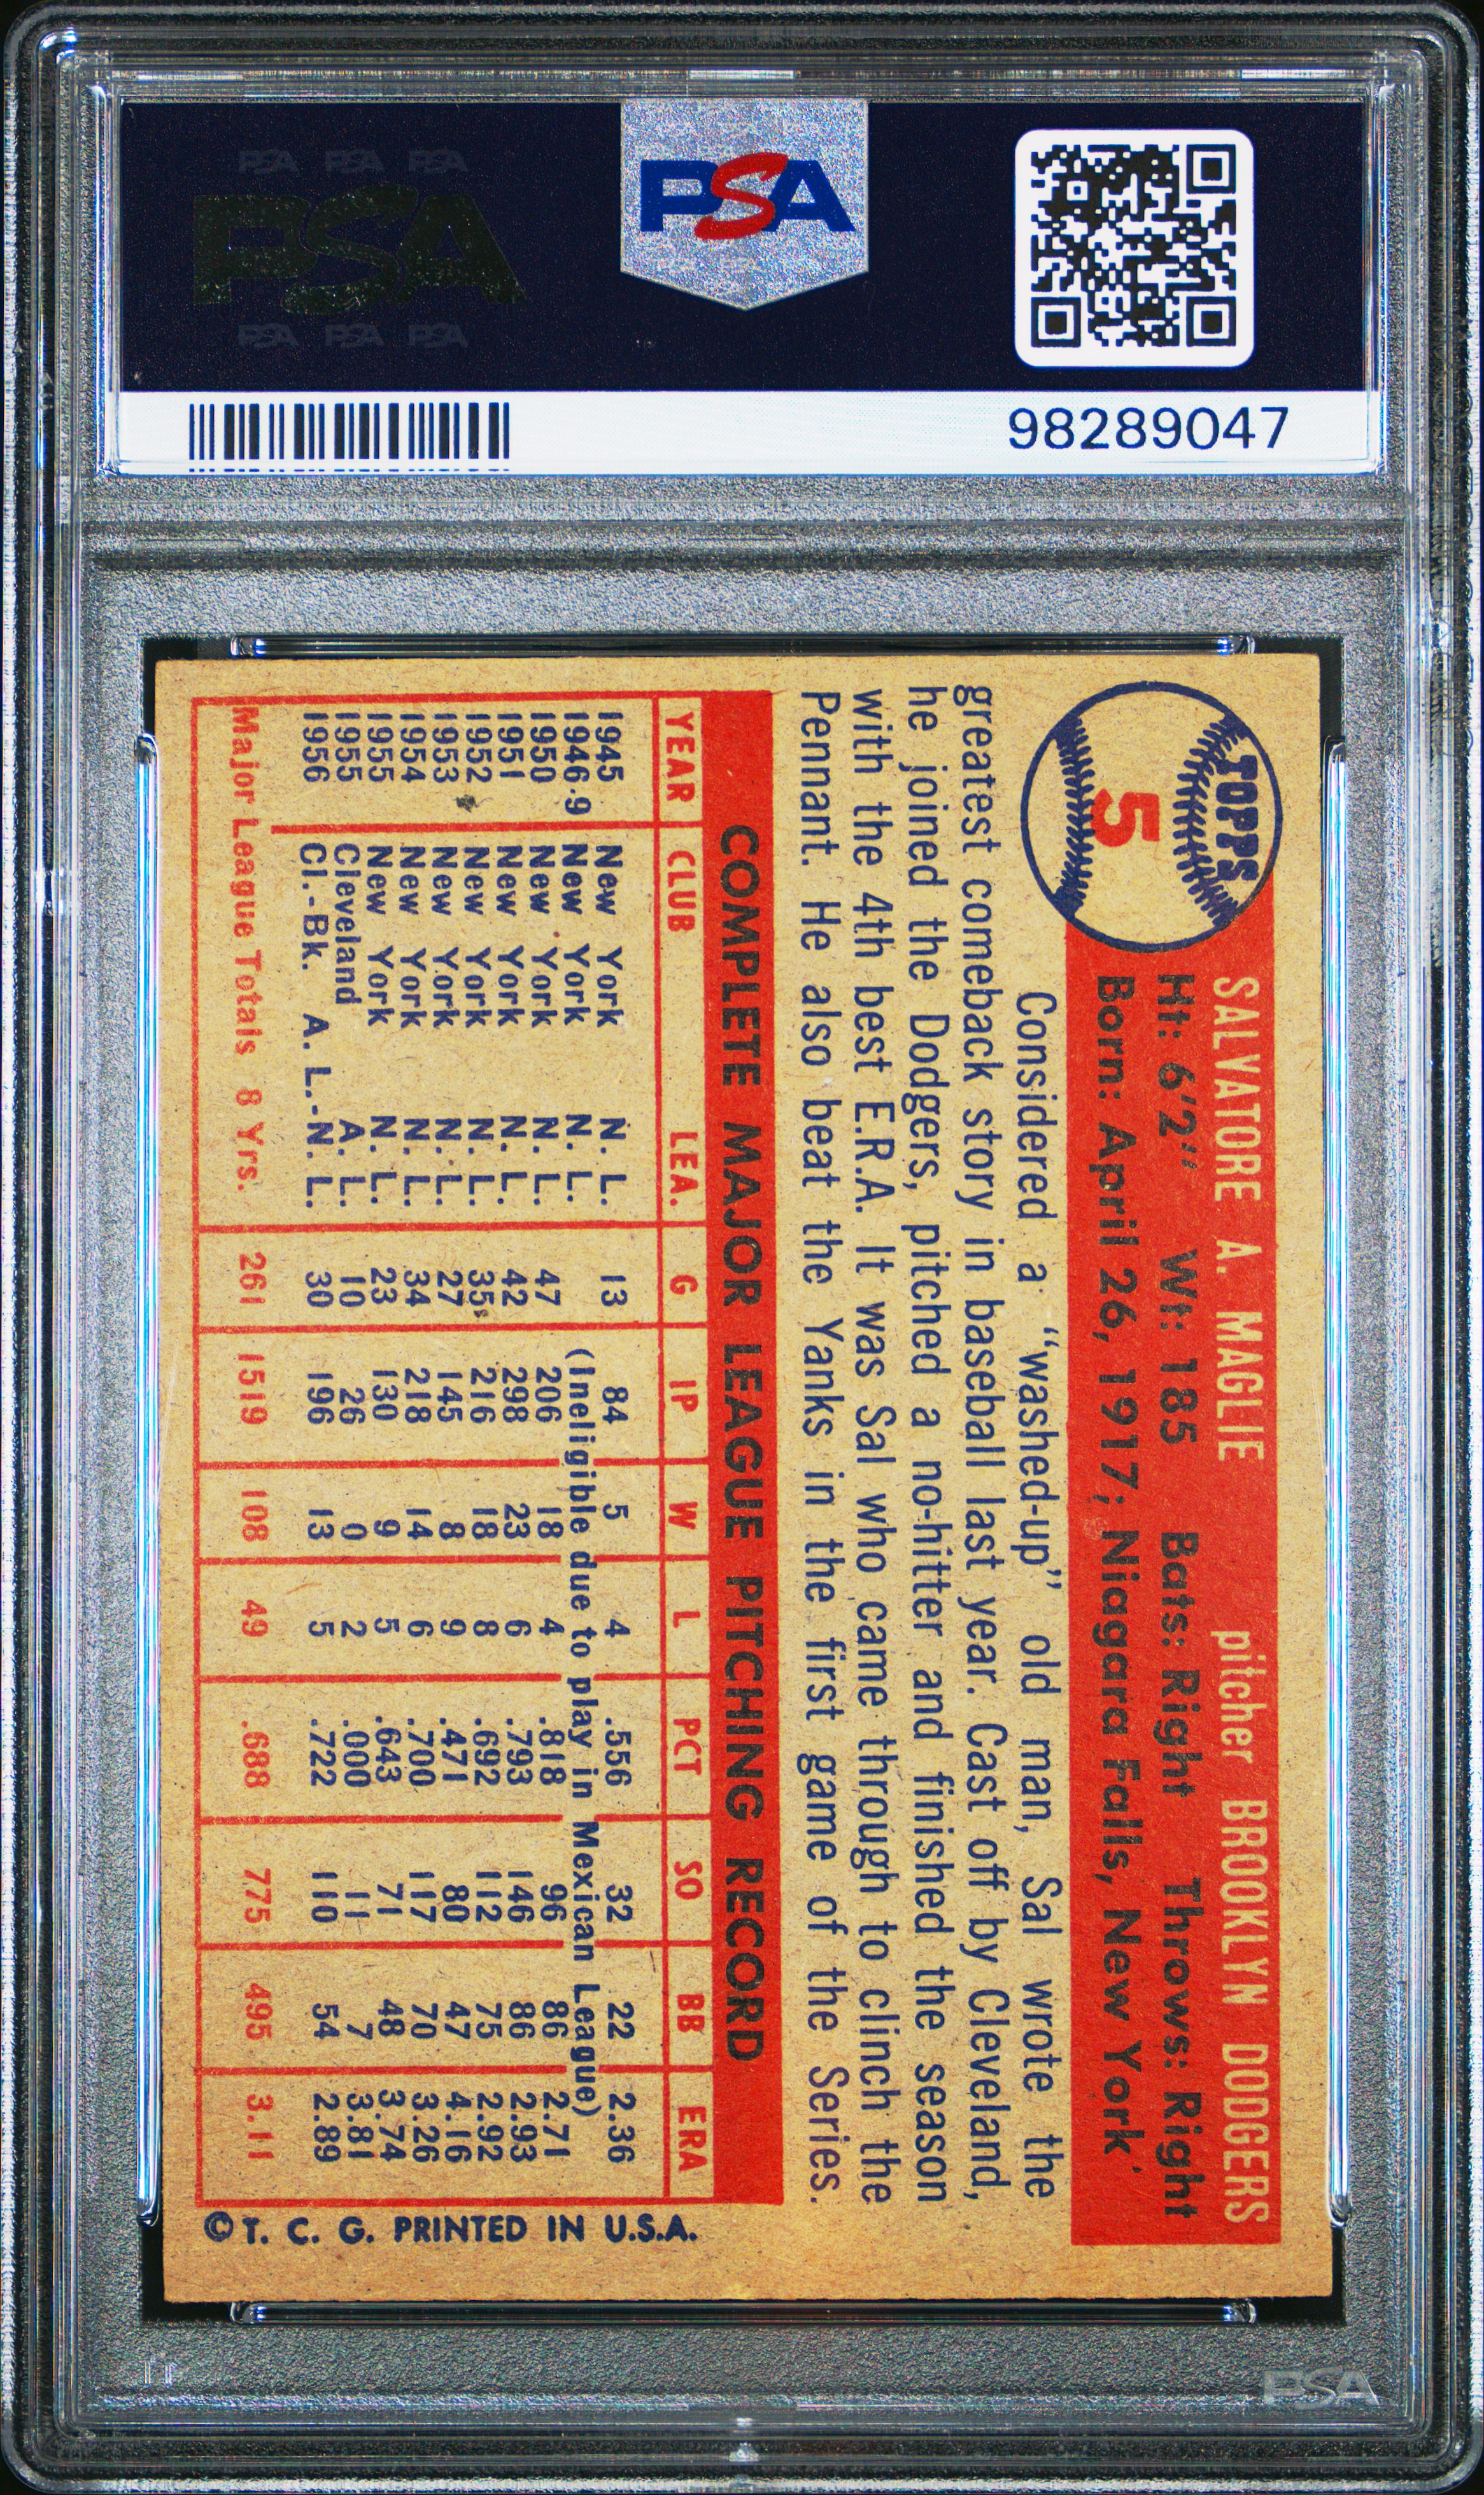 PSA PSA PSA
PSA
PSA PSA PSA
PSA
98289047
TOPPS
5
SALVATORE A. MAGLIE pitcher BROOKLYN DODGERS
Ht: 6'2" Wt: 185 Bats: Right Throws: Right
Born: April 26, 1917; Niagara Falls, New York
Considered a "washed-up" old man, Sal wrote the
greatest comeback story in baseball last year. Cast off by Cleveland,
he joined the Dodgers, pitched a no-hitter and finished the season
with the 4th best E.R.A. It was Sal who came through to clinch the
Pennant. He also beat the Yanks in the first game of the Series.
COMPLETE MAJOR LEAGUE PITCHING RECORD
YEAR CLUB LEA. G IP W L PCT SO BB ERA
1945 New York N. L. 13 84 5 4 .556 32 22 2.36
1946-9 New York N. L. (Ineligible due to play in Mexican League)
1950 New York N. L. 47 206 18 4 .818 96 86 2.71
1951 New York N. L. 42 298 23 6 .793 146 86 2.93
1952 New York N. L. 35 216 18 8 .692 112 75 2.92
1953 New York N. L. 27 145 8 9 .471 80 47 4.16
1954 New York N. L. 34 218 14 6 .700 117 70 3.26
1955 New York N. L. 23 130 9 5 .643 71 48 3.74
1955 Cleveland A. L. 10 26 0 2 .000 11 7 3.81
1956 Cl.-Bk. A. L.-N. L. 30 196 13 5 .722 110 54 2.89
Major League Totals 8 Yrs. 261 1519 108 49 .688 775 495 3.11
© T. C. G. PRINTED IN U.S.A.
PSA